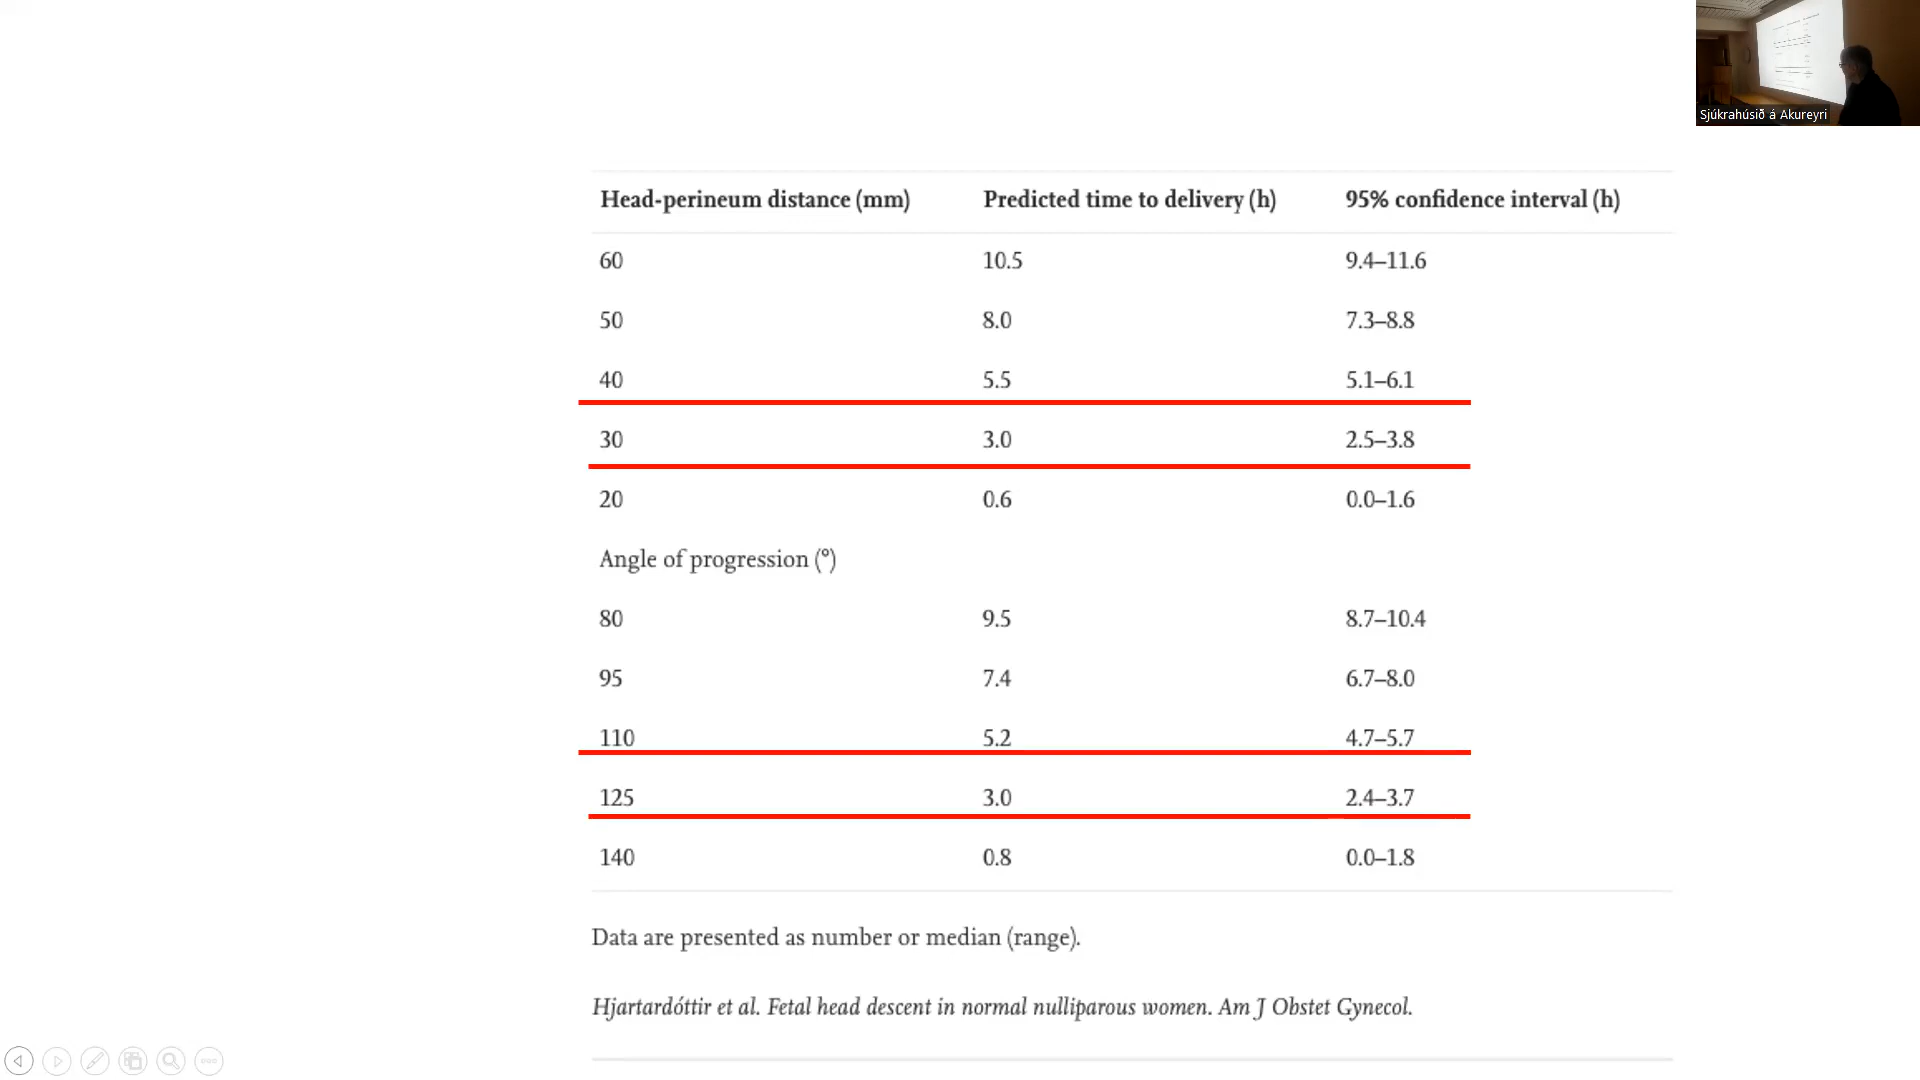 Sjúkrahúsið á Akureyri
Head-perineum distance (mm) Predicted time to delivery (h) 95% confidence interval (h)
60 10.5 9.4–11.6
50 8.0 7.3–8.8
40 5.5 5.1–6.1
30 3.0 2.5–3.8
20 0.6 0.0–1.6
Angle of progression (°)
80 9.5 8.7–10.4
95 7.4 6.7–8.0
110 5.2 4.7–5.7
125 3.0 2.4–3.7
140 0.8 0.0–1.8
Data are presented as number or median (range).
Hjartardóttir et al. Fetal head descent in normal nulliparous women. Am J Obstet Gynecol.